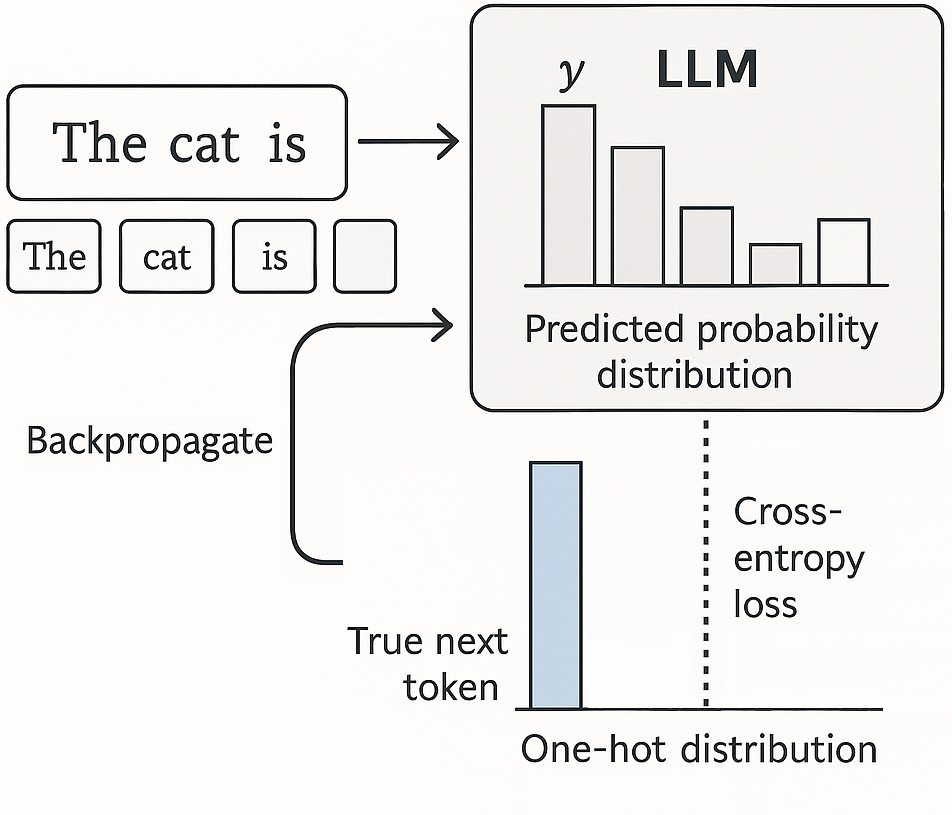 The cat is
The cat is
y LLM
Predicted probability
distribution
Backpropagate
Cross-
entropy
loss
True next
token
One-hot distribution